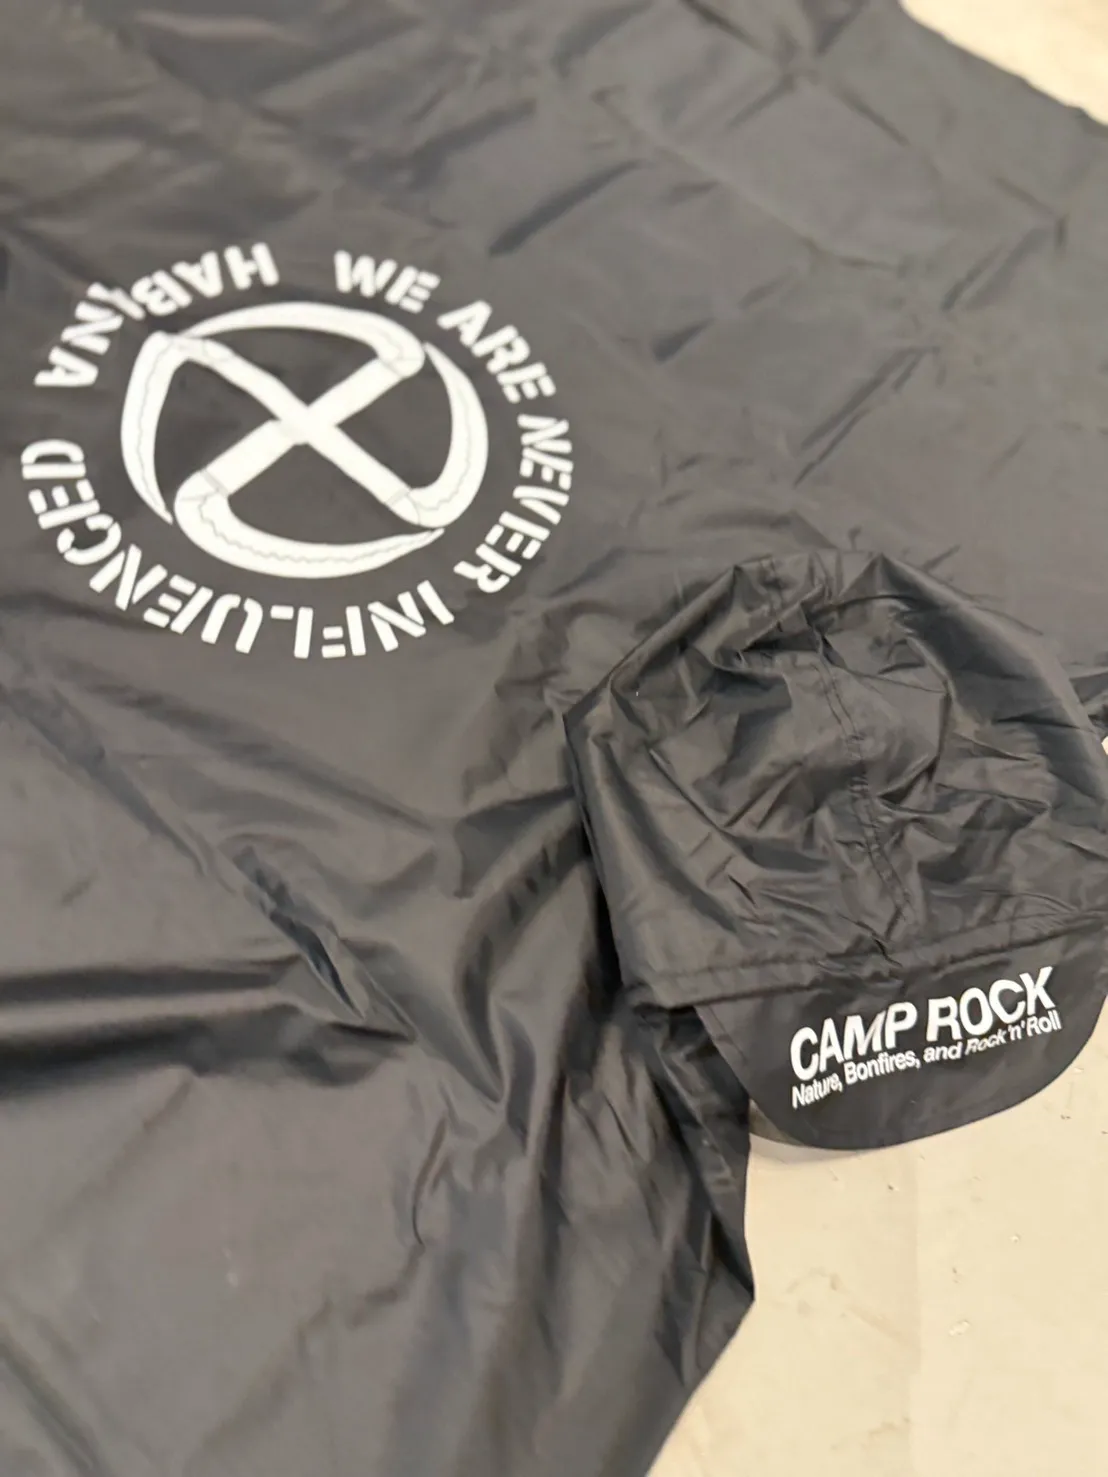 WE ARE NEVER INFLUENCED
HABANA
CAMP ROCK
Nature, Bonfires, and Rock 'n' Roll